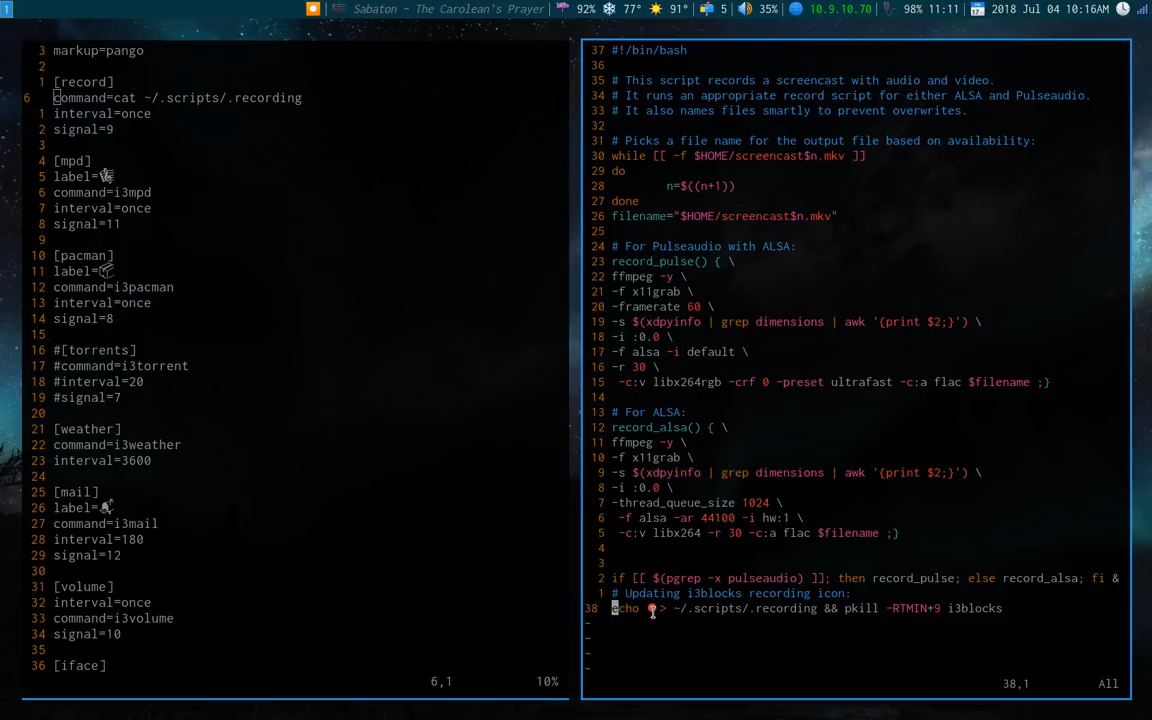 1 Sabaton - The Carolean's Prayer 92% 77° 91° 5 35% 10.9.10.70 98% 11:11 2018 Jul 04 10:16AM
3 markup=pango
2
1 [record]
6 command=cat ~/.scripts/.recording
1 interval=once
2 signal=9
3
4 [mpd]
5 label=
6 command=i3mpd
7 interval=once
8 signal=11
9
10 [pacman]
11 label=
12 command=i3pacman
13 interval=once
14 signal=8
15
16 #[torrents]
17 #command=i3torrent
18 #interval=20
19 #signal=7
20
21 [weather]
22 command=i3weather
23 interval=3600
24
25 [mail]
26 label=
27 command=i3mail
28 interval=180
29 signal=12
30
31 [volume]
32 interval=once
33 command=i3volume
34 signal=10
35
36 [iface]
6,1 10%
37 #!/bin/bash
36
35 # This script records a screencast with audio and video.
34 # It runs an appropriate record script for either ALSA and Pulseaudio.
33 # It also names files smartly to prevent overwrites.
32
31 # Picks a file name for the output file based on availability:
30 while [[ -f $HOME/screencast$n.mkv ]]
29 do
28 n=$((n+1))
27 done
26 filename="$HOME/screencast$n.mkv"
25
24 # For Pulseaudio with ALSA:
23 record_pulse() { \
22 ffmpeg -y \
21 -f x11grab \
20 -framerate 60 \
19 -s $(xdpyinfo | grep dimensions | awk '{print $2;}') \
18 -i :0.0 \
17 -f alsa -i default \
16 -r 30 \
15 -c:v libx264rgb -crf 0 -preset ultrafast -c:a flac $filename ;}
14
13 # For ALSA:
12 record_alsa() { \
11 ffmpeg -y \
10 -f x11grab \
9 -s $(xdpyinfo | grep dimensions | awk '{print $2;}') \
8 -i :0.0 \
7 -thread_queue_size 1024 \
6 -f alsa -ar 44100 -i hw:1 \
5 -c:v libx264 -r 30 -c:a flac $filename ;}
4
3
2 if [[ $(pgrep -x pulseaudio) ]]; then record_pulse; else record_alsa; fi &
1 # Updating i3blocks recording icon:
38 echo > ~/.scripts/.recording && pkill -RTMIN+9 i3blocks
~
~
~
~
38,1 All